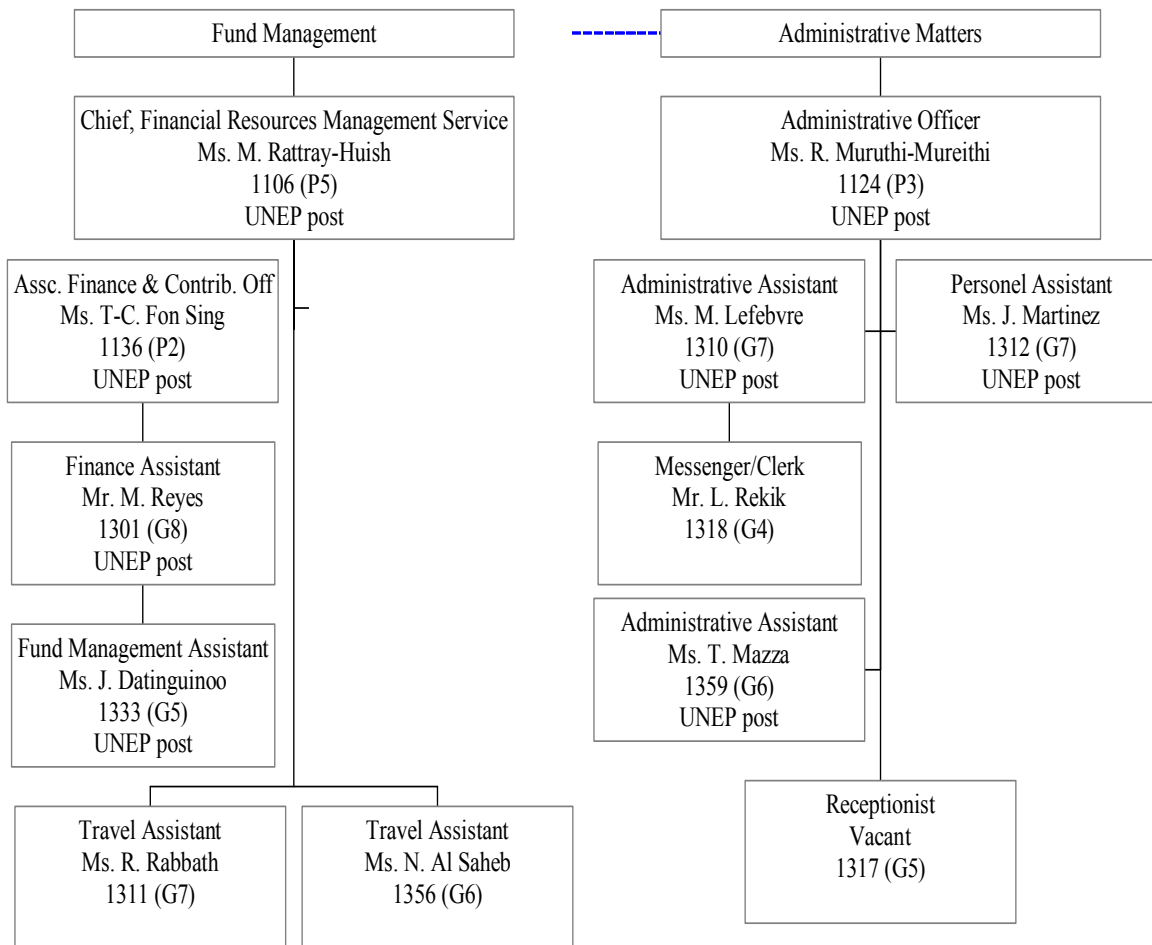 Fund Management
Administrative Matters
Chief, Financial Resources Management Service
Ms. M. Rattray-Huish
1106 (P5)
UNEP post
Administrative Officer
Ms. R. Muruthi-Mureithi
1124 (P3)
UNEP post
Assc. Finance & Contrib. Off
Ms. T-C. Fon Sing
1136 (P2)
UNEP post
Administrative Assistant
Ms. M. Lefebvre
1310 (G7)
UNEP post
Personel Assistant
Ms. J. Martinez
1312 (G7)
UNEP post
Finance Assistant
Mr. M. Reyes
1301 (G8)
UNEP post
Messenger/Clerk
Mr. L. Rekik
1318 (G4)
Fund Management Assistant
Ms. J. Datinguinoo
1333 (G5)
UNEP post
Administrative Assistant
Ms. T. Mazza
1359 (G6)
UNEP post
Travel Assistant
Ms. R. Rabbath
1311 (G7)
Travel Assistant
Ms. N. Al Saheb
1356 (G6)
Receptionist
Vacant
1317 (G5)